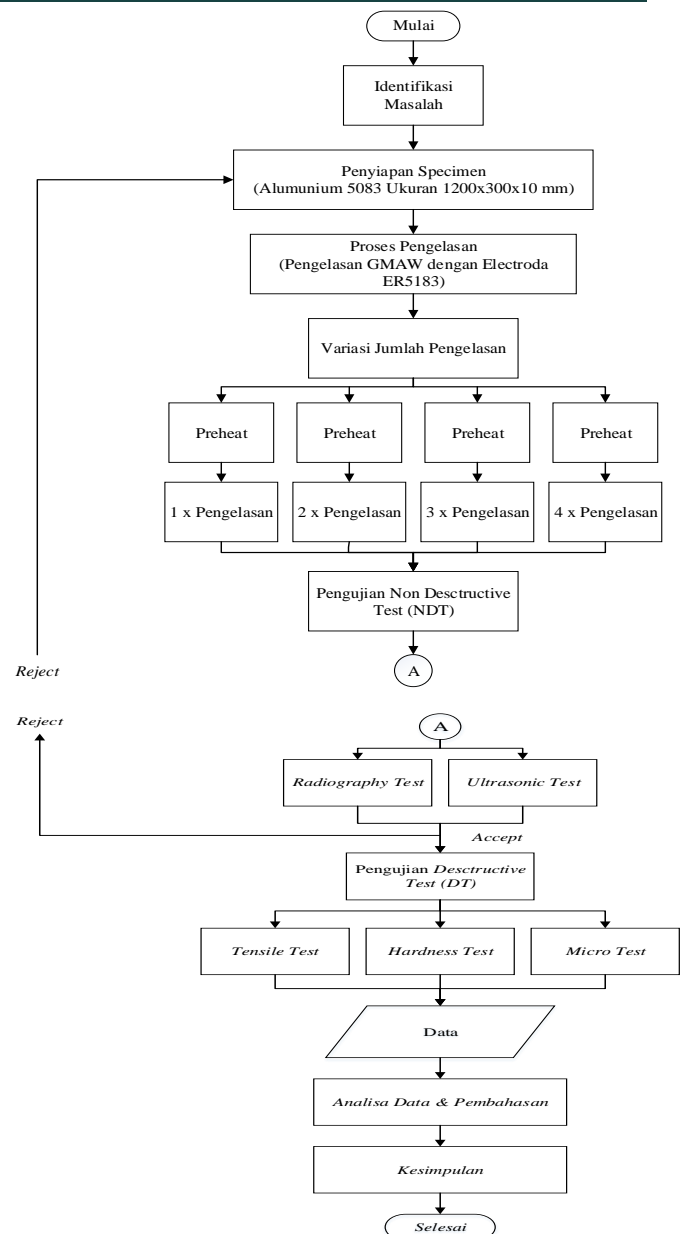 Mulai
Identifikasi
Masalah
Penyiapan Specimen
(Alumunium 5083 Ukuran 1200x300x10 mm)
Proses Pengelasan
(Pengelasan GMAW dengan Electroda
ER5183)
Variasi Jumlah Pengelasan
Preheat
Preheat
Preheat
Preheat
1 x Pengelasan
2 x Pengelasan
3 x Pengelasan
4 x Pengelasan
Pengujian Non Desctructive
Test (NDT)
A
Reject
Reject
A
Radiography Test
Ultrasonic Test
Accept
Pengujian Desctructive
Test (DT)
Tensile Test
Hardness Test
Micro Test
Data
Analisa Data & Pembahasan
Kesimpulan
Selesai